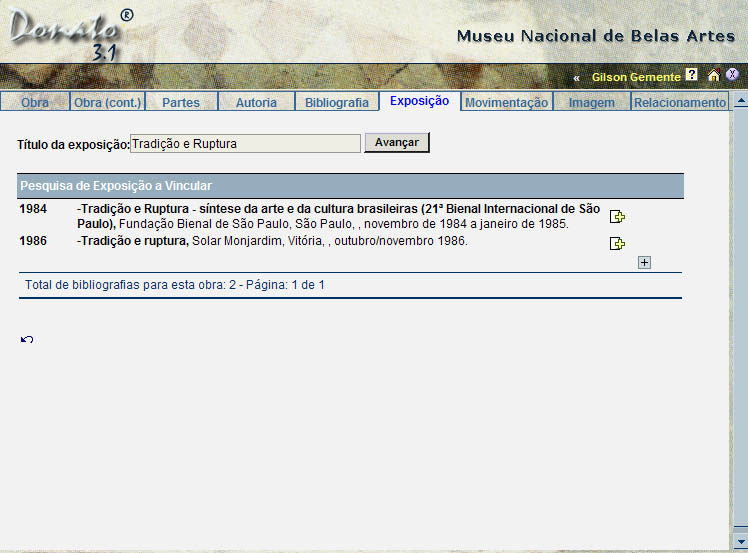 Donato ®
3.1
Museu Nacional de Belas Artes
« Gilson Gemente ? X
Obra Obra (cont.) Partes Autoria Bibliografia Exposição Movimentação Imagem Relacionamento
Título da exposição: Tradição e Ruptura Avançar
Pesquisa de Exposição a Vincular
1984 -Tradição e Ruptura - síntese da arte e da cultura brasileiras (21ª Bienal Internacional de São
Paulo), Fundação Bienal de São Paulo, São Paulo, , novembro de 1984 a janeiro de 1985.
1986 -Tradição e ruptura, Solar Monjardim, Vitória, , outubro/novembro 1986.
Total de bibliografias para esta obra: 2 - Página: 1 de 1